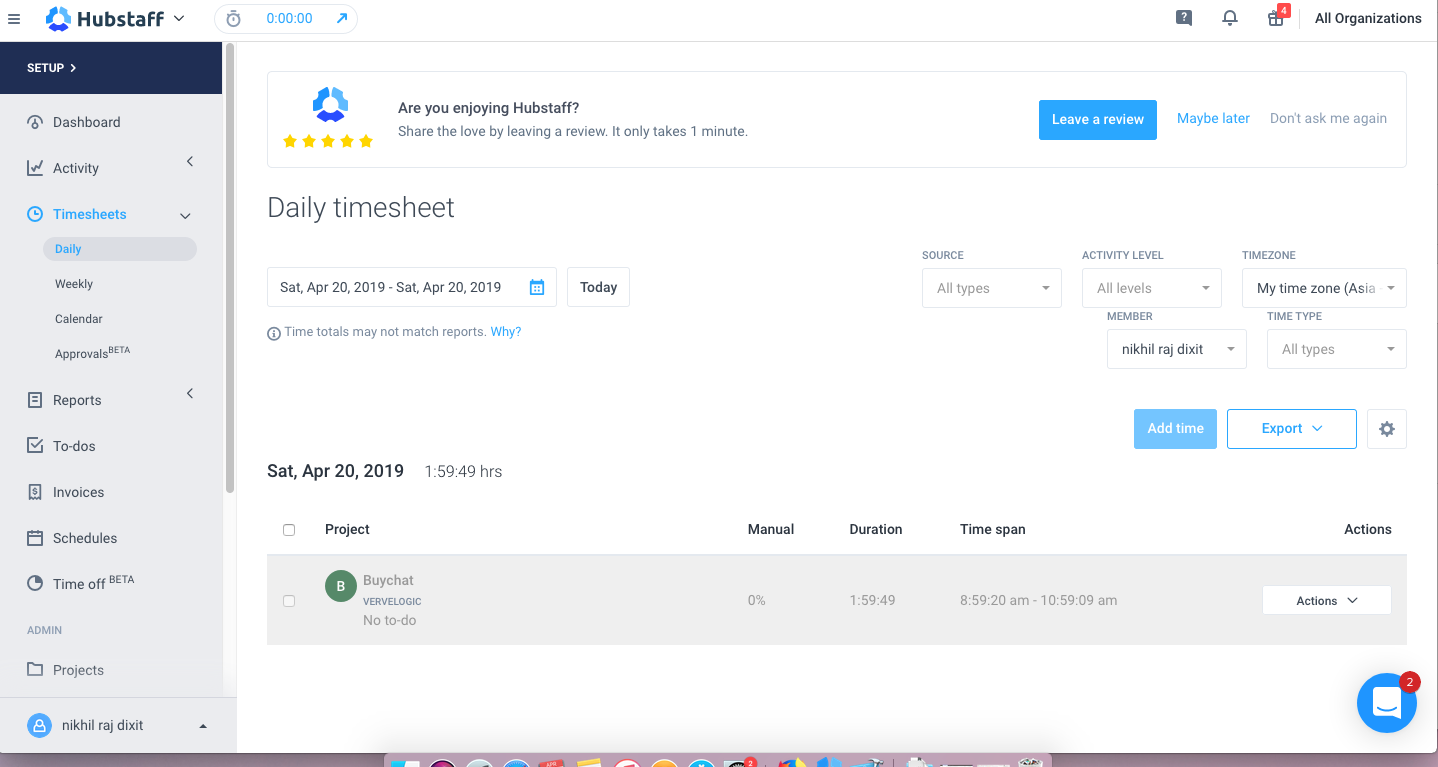 Hubstaff
0:00:00
4
All Organizations
SETUP
Dashboard
Activity
Timesheets
Daily
Weekly
Calendar
Approvals BETA
Reports
To-dos
Invoices
Schedules
Time off BETA
ADMIN
Projects
nikhil raj dixit
Are you enjoying Hubstaff?
Share the love by leaving a review. It only takes 1 minute.
Leave a review
Maybe later
Don't ask me again
Daily timesheet
SOURCE
ACTIVITY LEVEL
TIMEZONE
Sat, Apr 20, 2019 - Sat, Apr 20, 2019
Today
All types
All levels
My time zone (Asia
Time totals may not match reports. Why?
MEMBER
TIME TYPE
nikhil raj dixit
All types
Add time
Export
Sat, Apr 20, 2019 1:59:49 hrs
Project Manual Duration Time span Actions
B
Buychat
VERVELOGIC
No to-do
0%
1:59:49
8:59:20 am - 10:59:09 am
Actions
2
APR
2